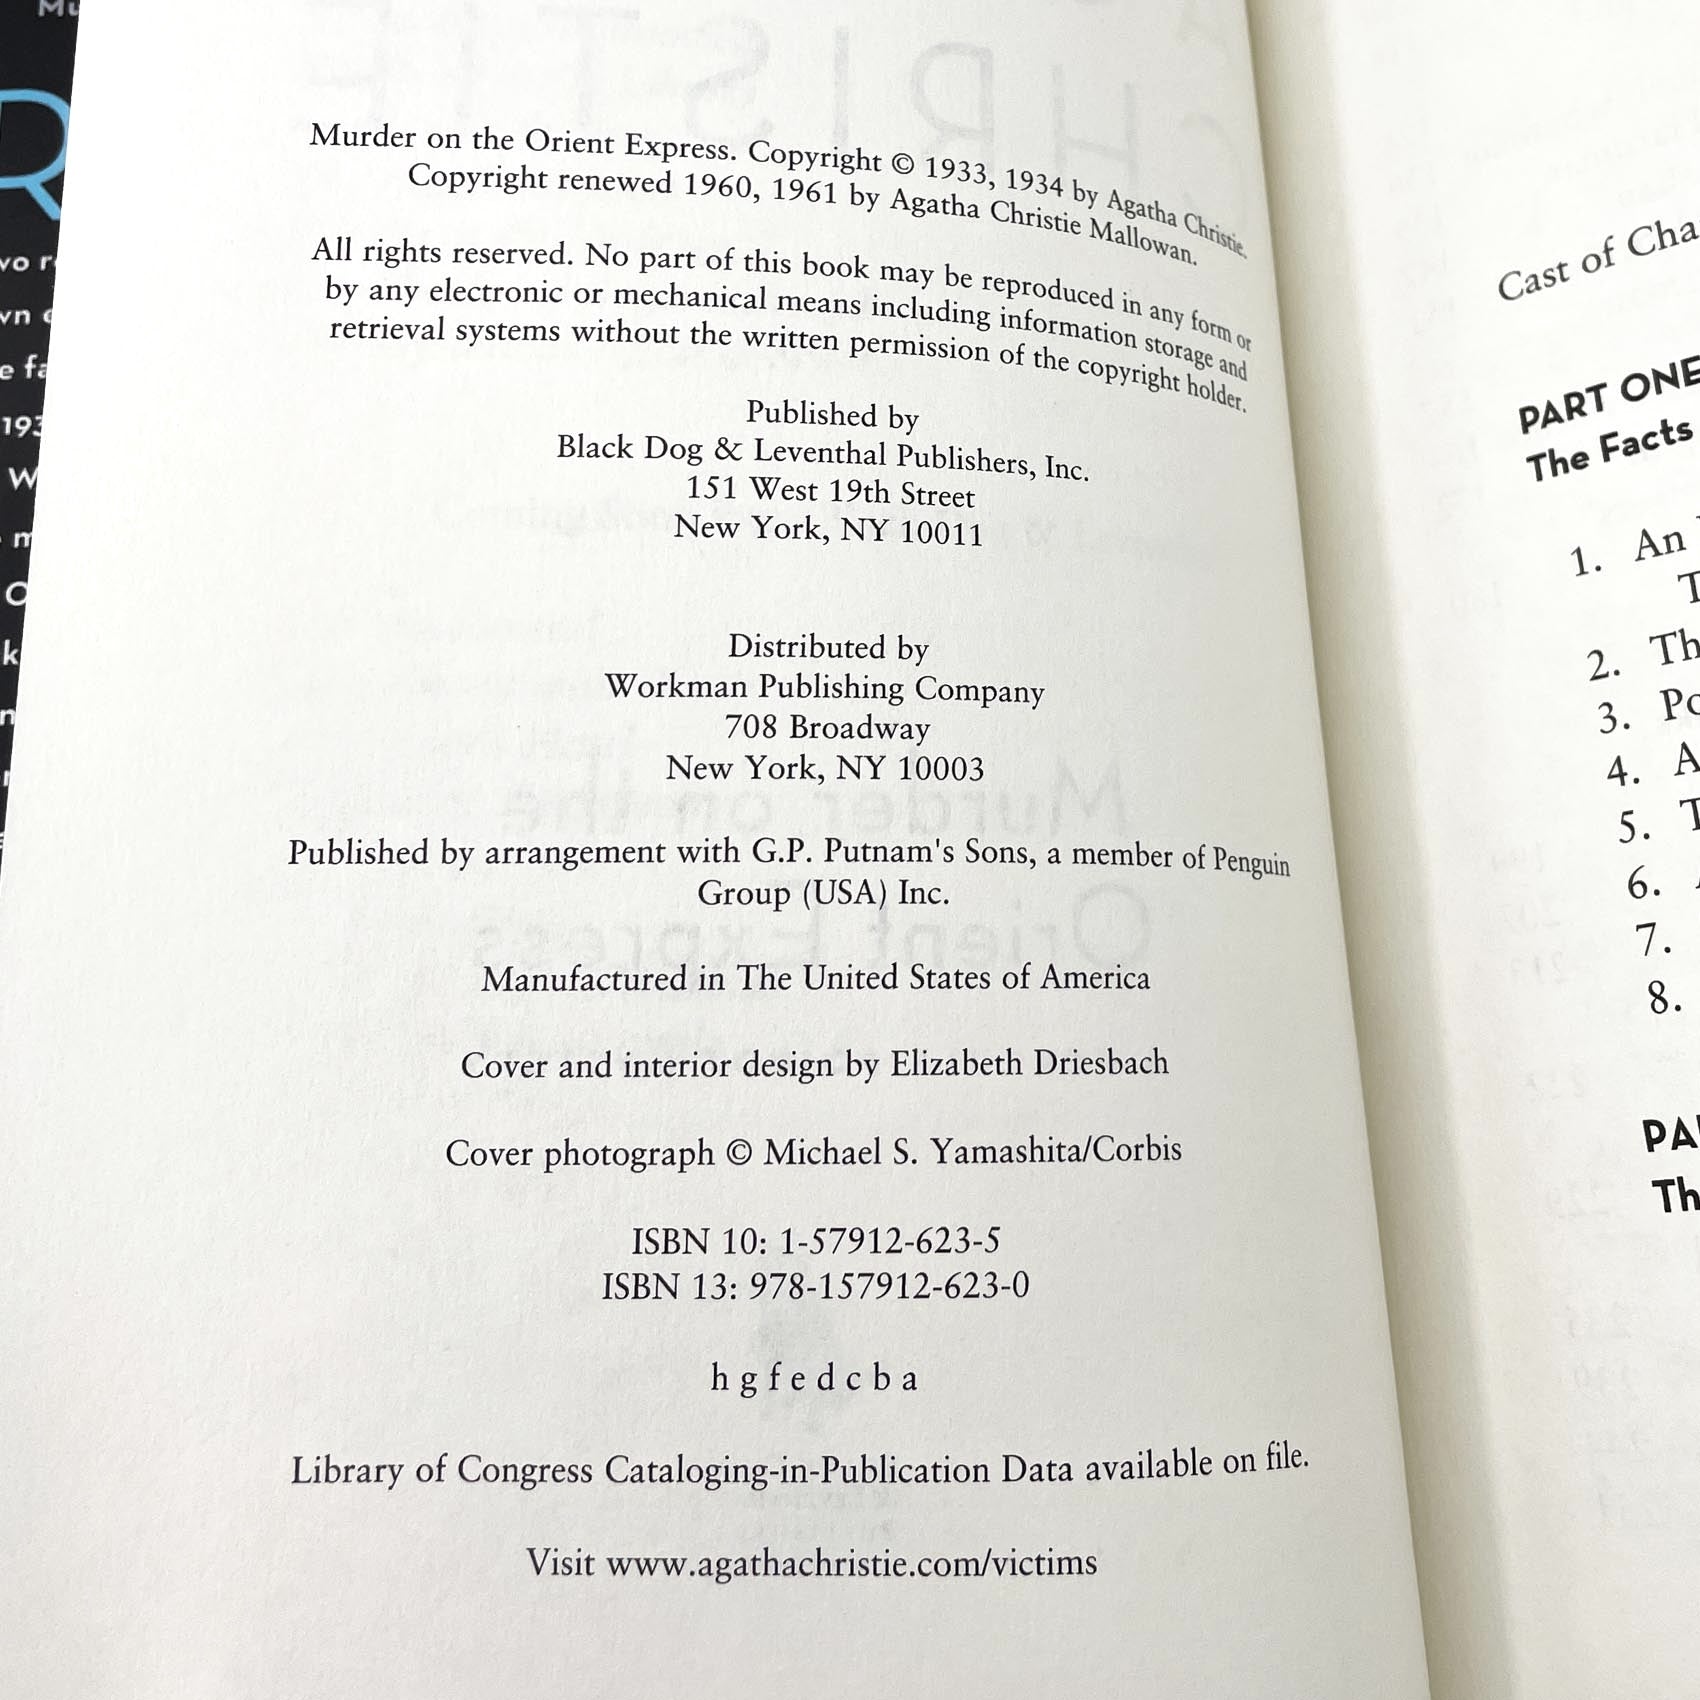 Murder on the Orient Express. Copyright © 1933, 1934 by Agatha Christie.
Copyright renewed 1960, 1961 by Agatha Christie Mallowan.
All rights reserved. No part of this book may be reproduced in any form or
by any electronic or mechanical means including information storage and
retrieval systems without the written permission of the copyright holder.
Published by
Black Dog & Leventhal Publishers, Inc.
151 West 19th Street
New York, NY 10011
Distributed by
Workman Publishing Company
708 Broadway
New York, NY 10003
Published by arrangement with G.P. Putnam's Sons, a member of Penguin
Group (USA) Inc.
Manufactured in The United States of America
Cover and interior design by Elizabeth Driesbach
Cover photograph © Michael S. Yamashita/Corbis
ISBN 10: 1-57912-623-5
ISBN 13: 978-157912-623-0
h g f e d c b a
Library of Congress Cataloging-in-Publication Data available on file.
Visit www.agathachristie.com/victims
Cast of Cha
PART ONE
The Facts
1. An
2. Th
3. Po
4. A
5. T
6.
7.
8.
PA
Th